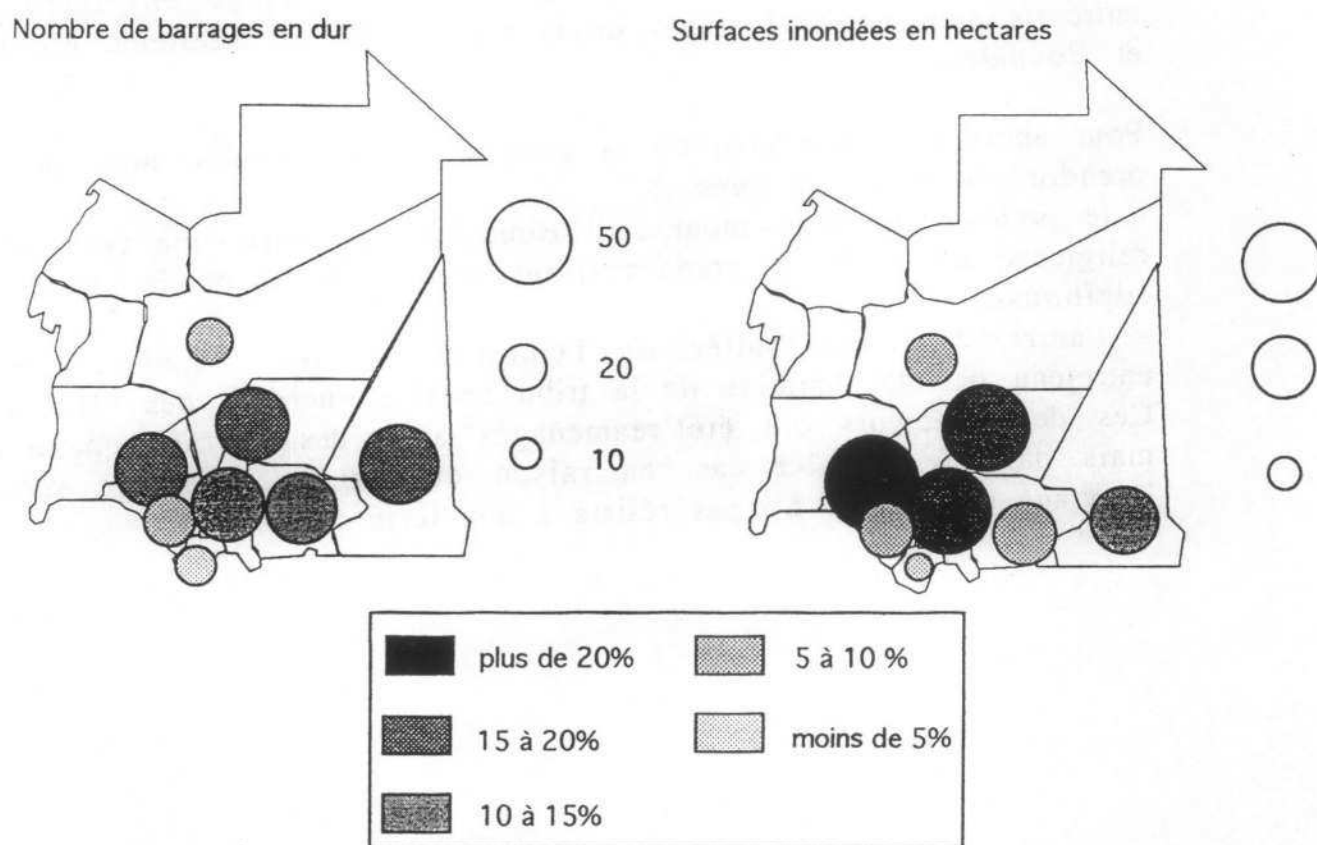 Nombre de barrages en dur
Surfaces inondées en hectares
50
20
10
plus de 20%
5 à 10 %
15 à 20%
moins de 5%
10 à 15%